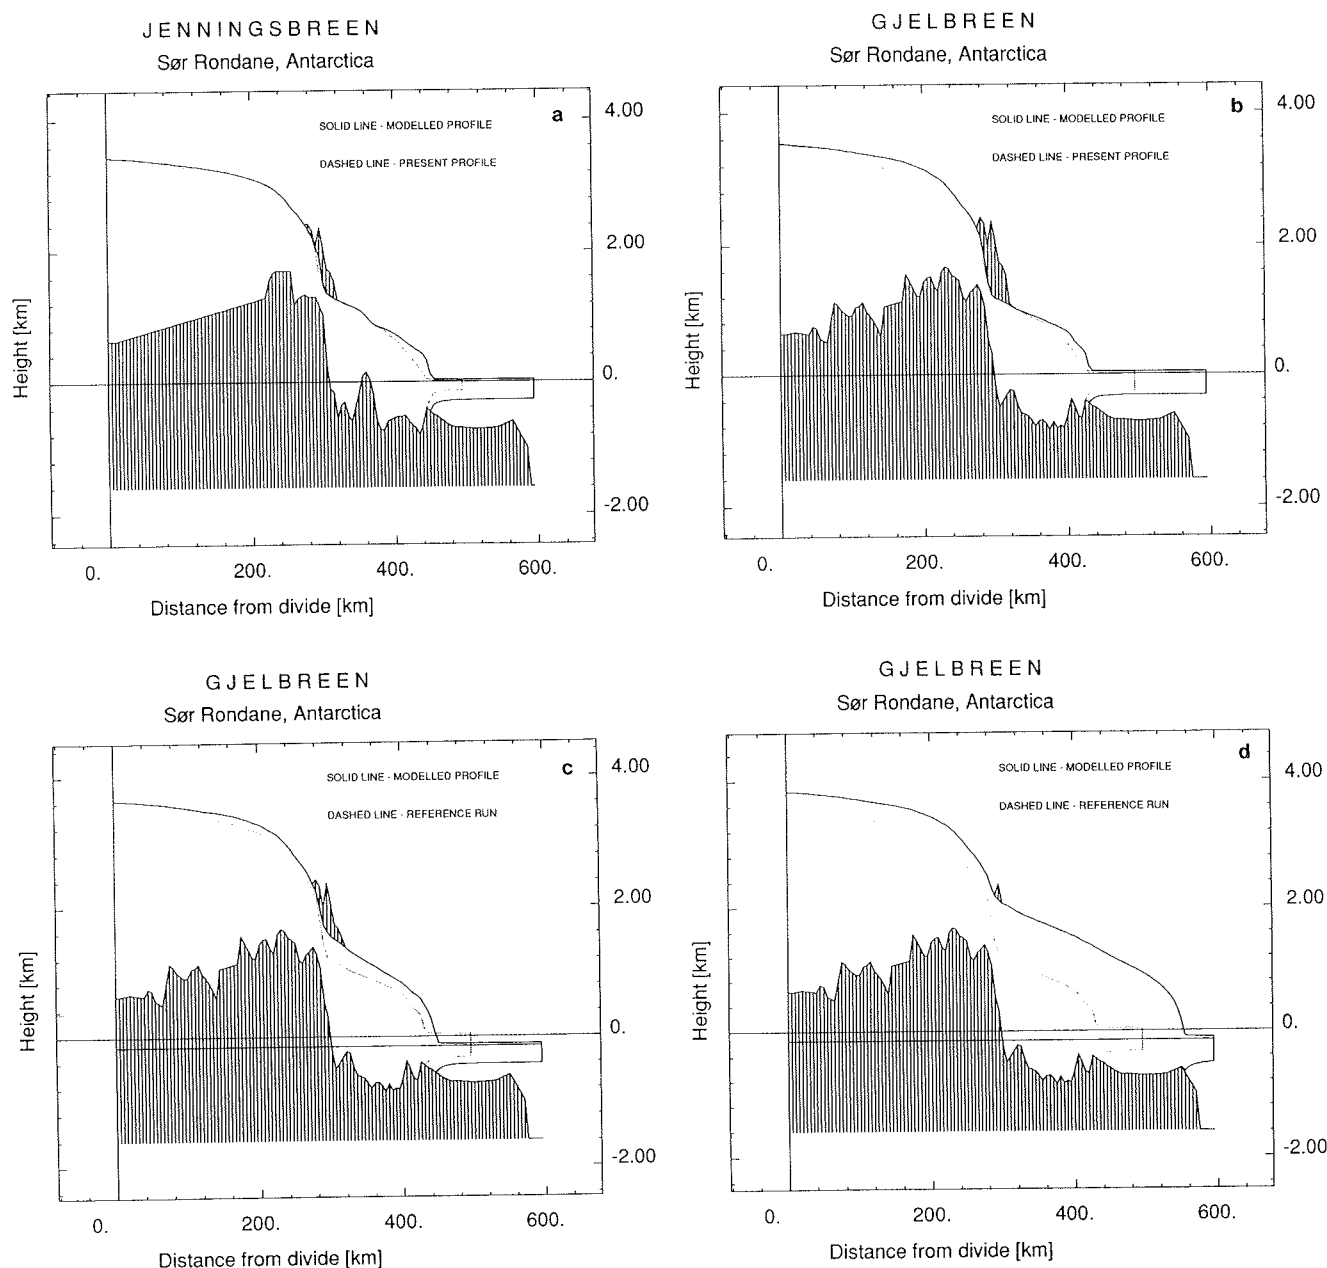 JENNINGSBREEN
Sør Rondane, Antarctica
a
SOLID LINE - MODELLED PROFILE
DASHED LINE - PRESENT PROFILE
4.00
2.00
0.
-2.00
Height [km]
0. 200. 400. 600.
Distance from divide [km]
GJELBREEN
Sør Rondane, Antarctica
b
SOLID LINE - MODELLED PROFILE
DASHED LINE - PRESENT PROFILE
4.00
2.00
0.
-2.00
Height [km]
0. 200. 400. 600.
Distance from divide [km]
GJELBREEN
Sør Rondane, Antarctica
c
SOLID LINE - MODELLED PROFILE
DASHED LINE - REFERENCE RUN
4.00
2.00
0.
-2.00
Height [km]
0. 200. 400. 600.
Distance from divide [km]
GJELBREEN
Sør Rondane, Antarctica
d
SOLID LINE - MODELLED PROFILE
DASHED LINE - REFERENCE RUN
4.00
2.00
0.
-2.00
Height [km]
0. 200. 400. 600.
Distance from divide [km]